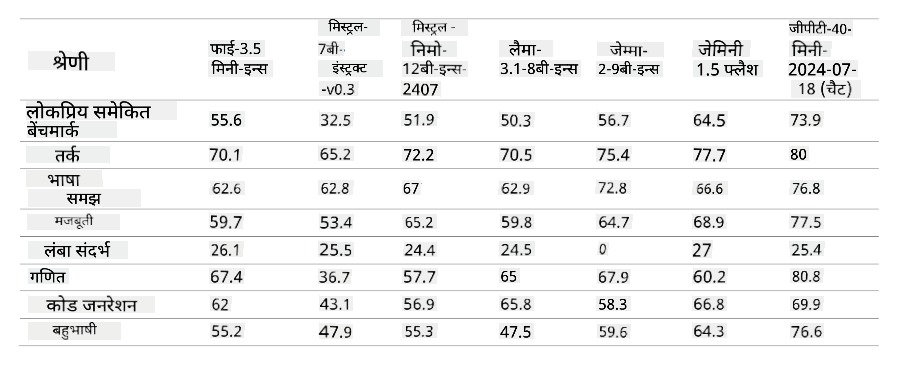 श्रेणी फाई-3.5 मिनी-इन्स मिस्ट्रल-7बी-इंस्ट्रक्ट-v0.3 मिस्ट्रल-निमो-12बी-इन्स-2407 लैमा-3.1-8बी-इन्स जेम्मा-2-9बी-इन्स जेमिनी 1.5 फ्लैश जीपीटी-40-मिनी-2024-07-18 (चैट)
लोकप्रिय समेकित बेंचमार्क 55.6 32.5 51.9 50.3 56.7 64.5 73.9
तर्क 70.1 65.2 72.2 70.5 75.4 77.7 80
भाषा समझ 62.6 62.8 67 62.9 72.8 66.6 76.8
मजबूती 59.7 53.4 65.2 59.8 64.7 68.9 77.5
लंबा संदर्भ 26.1 25.5 24.4 24.5 0 27 25.4
गणित 67.4 36.7 57.7 65 67.9 60.2 80.8
कोड जनरेशन 62 43.1 56.9 65.8 58.3 66.8 69.9
बहुभाषी 55.2 47.9 55.3 47.5 59.6 64.3 76.6